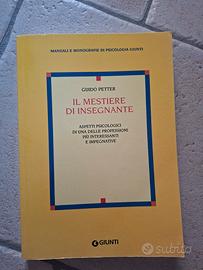 MANUALI E MONOGRAFIE DI PSICOLOGIA GIUNTI
GUIDO PETTER
IL MESTIERE
DI INSEGNANTE
ASPETTI PSICOLOGICI
DI UNA DELLE PROFESSIONI
PIÙ INTERESSANTI
E IMPEGNATIVE
GIUNTI
subito